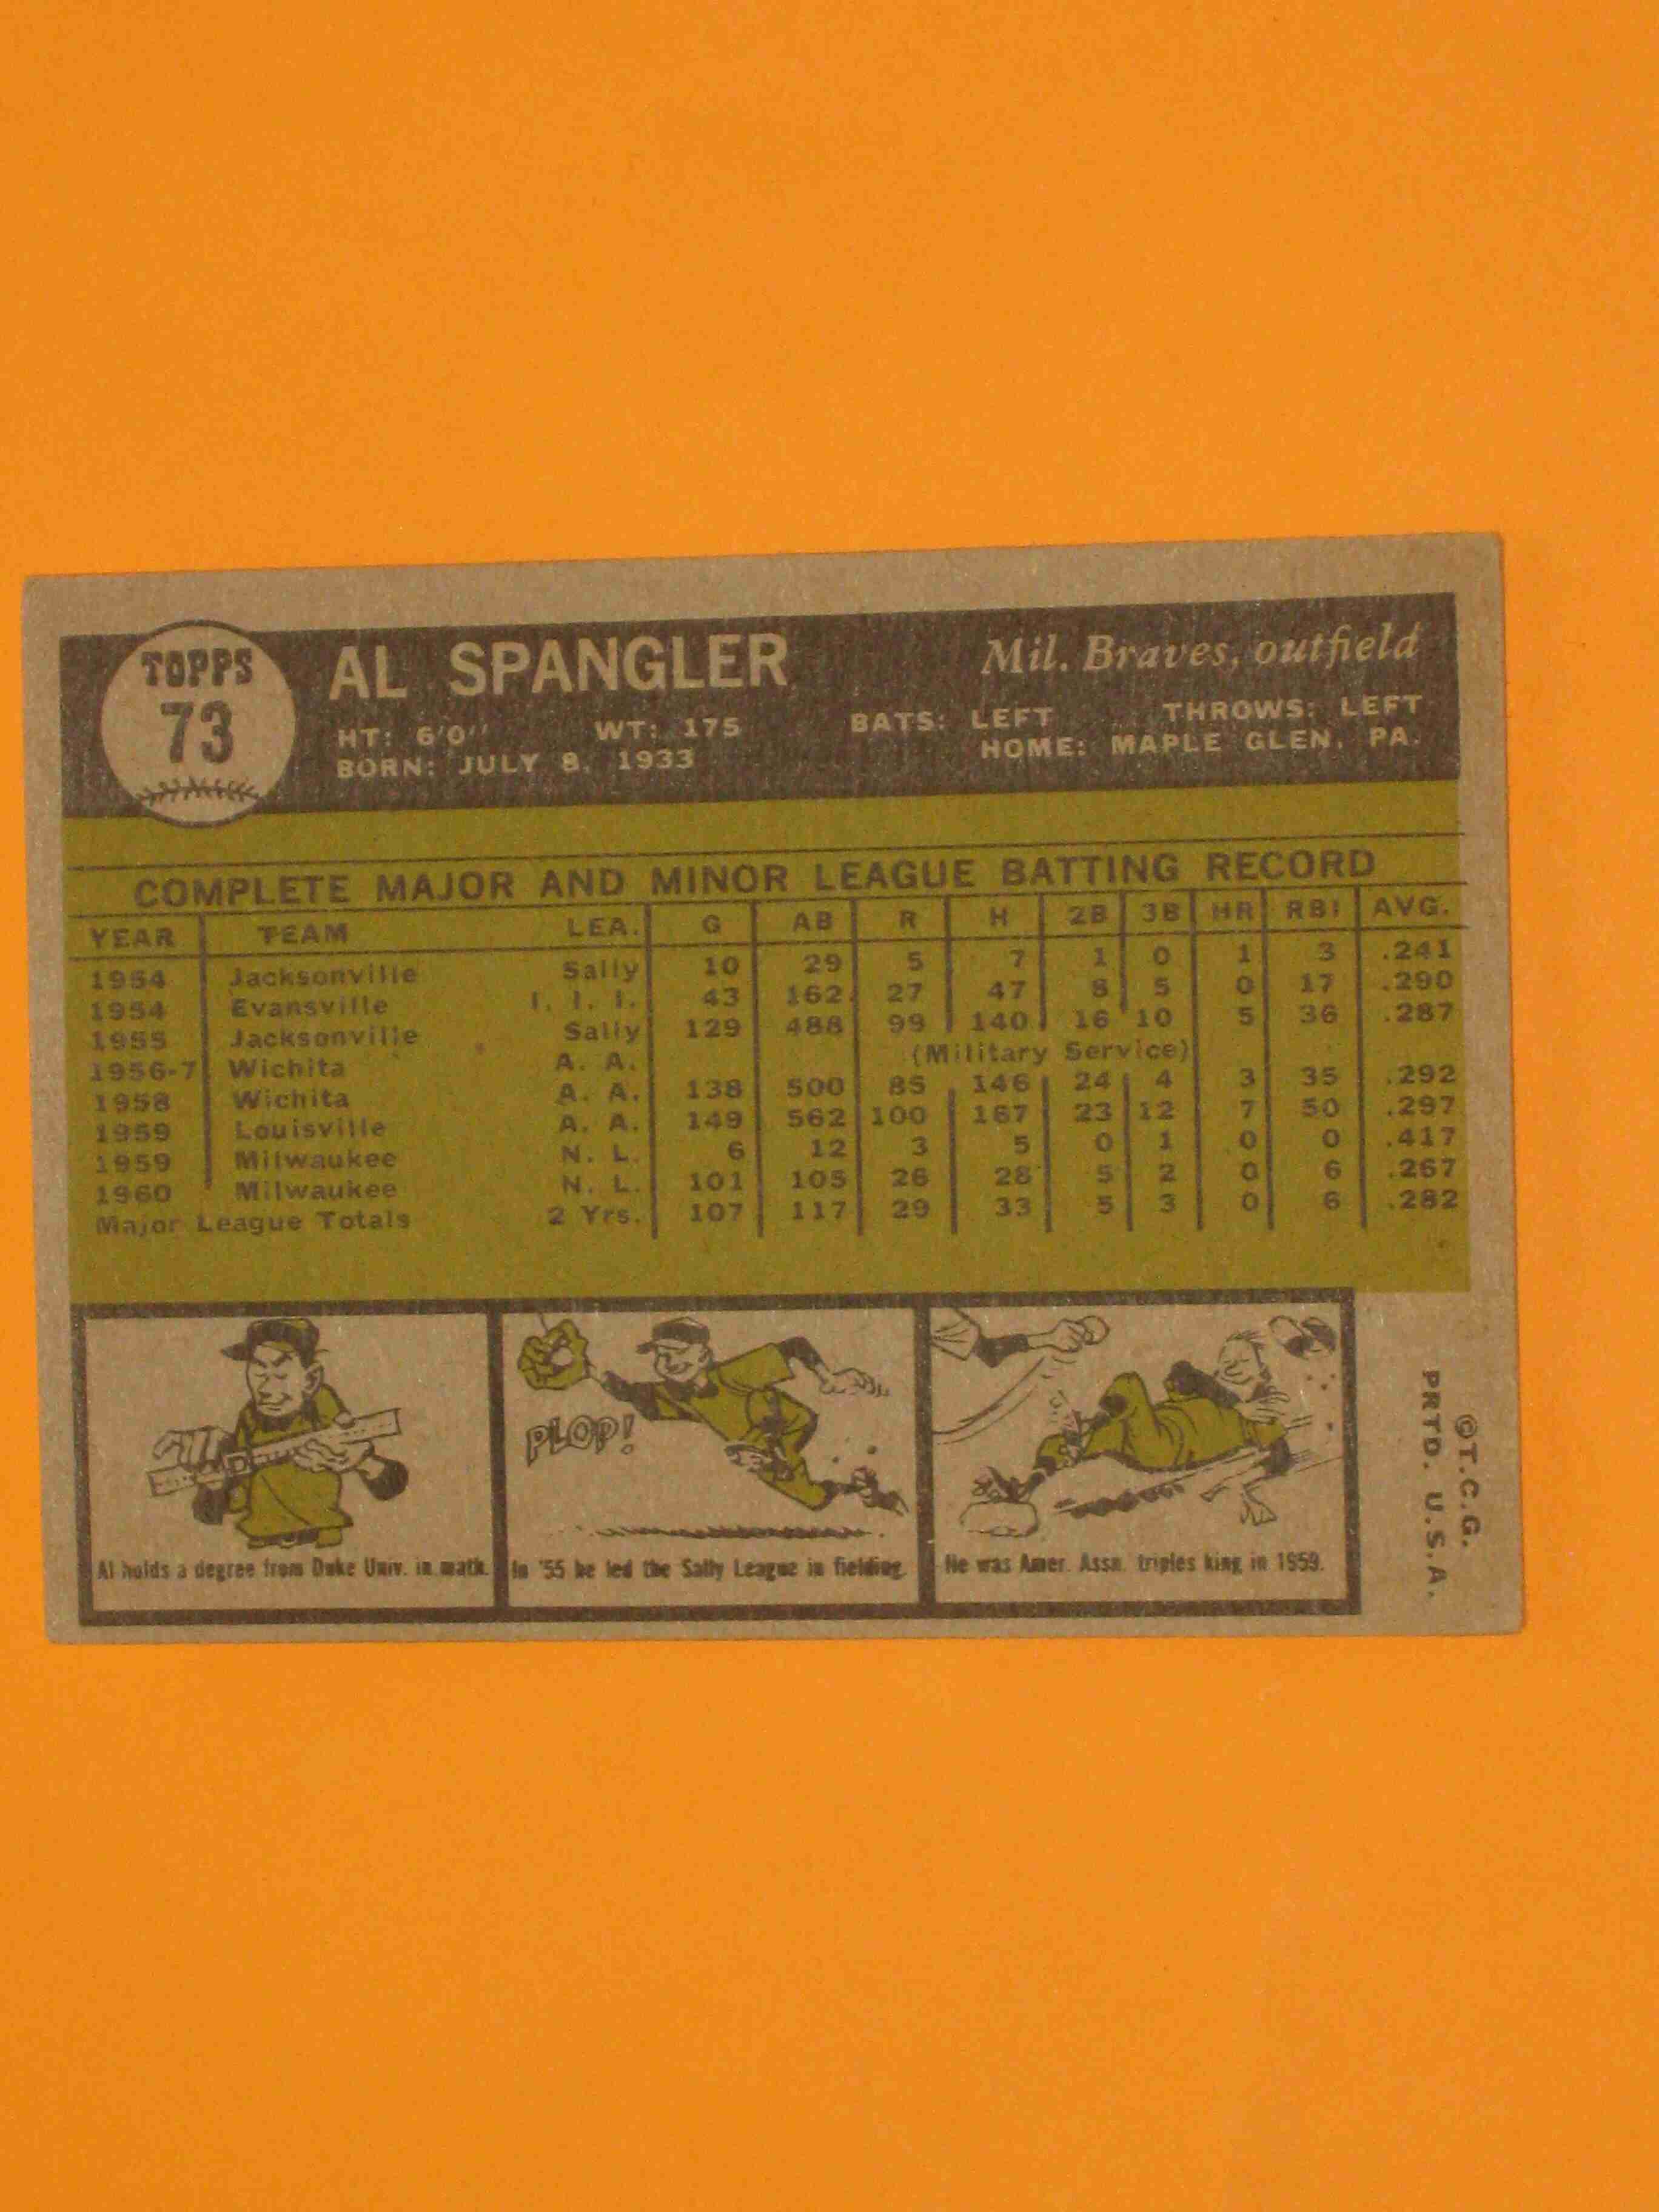 TOPPS
73
AL SPANGLER
Mil. Braves, outfield
HT: 6'0" WT: 175 BATS: LEFT THROWS: LEFT
BORN: JULY 8, 1933 HOME: MAPLE GLEN, PA.
COMPLETE MAJOR AND MINOR LEAGUE BATTING RECORD
YEAR TEAM LEA. G AB R H 2B 3B HR RBI AVG.
1954 Jacksonville Sally 10 29 5 7 1 0 1 3 .241
1954 Evansville I. I. I. 43 162 27 47 8 5 0 17 .290
1955 Jacksonville Sally 129 488 99 140 16 10 5 36 .287
1956-7 Wichita A. A. (Military Service)
1958 Wichita A. A. 138 500 85 146 24 4 3 35 .292
1959 Louisville A. A. 149 562 100 167 23 12 7 50 .297
1959 Milwaukee N. L. 6 12 3 5 0 1 0 0 .417
1960 Milwaukee N. L. 101 105 26 28 5 2 0 6 .267
Major League Totals 2 Yrs. 107 117 29 33 5 3 0 6 .282
PLOP!
Al holds a degree from Duke Univ. in math.
In '55 he led the Sally League in fielding.
He was Amer. Assn. triples king in 1959.
©T.C.G.
PRTD. U.S.A.